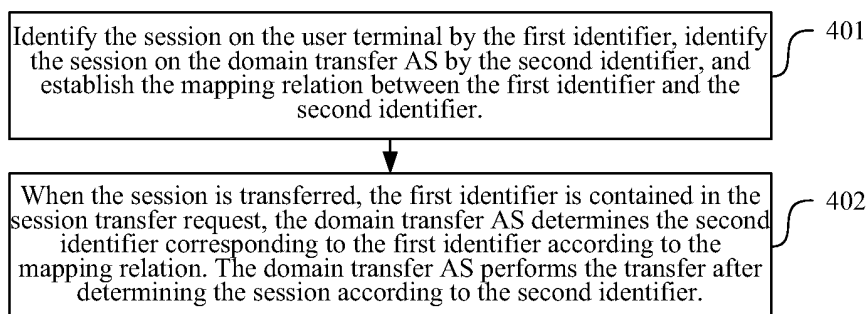 Identify the session on the user terminal by the first identifier, identify
the session on the domain transfer AS by the second identifier, and
establish the mapping relation between the first identifier and the
second identifier.
401
When the session is transferred, the first identifier is contained in the
session transfer request, the domain transfer AS determines the second
identifier corresponding to the first identifier according to the
mapping relation. The domain transfer AS performs the transfer after
determining the session according to the second identifier.
402